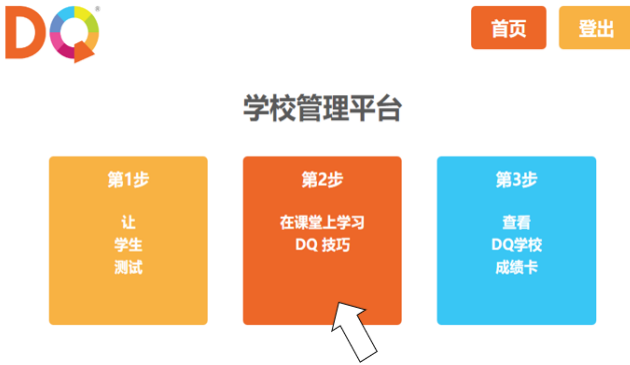 DQ®
首页
登出
学校管理平台
第1步
让
学生
测试
第2步
在课堂上学习
DQ 技巧
第3步
查看
DQ学校
成绩卡